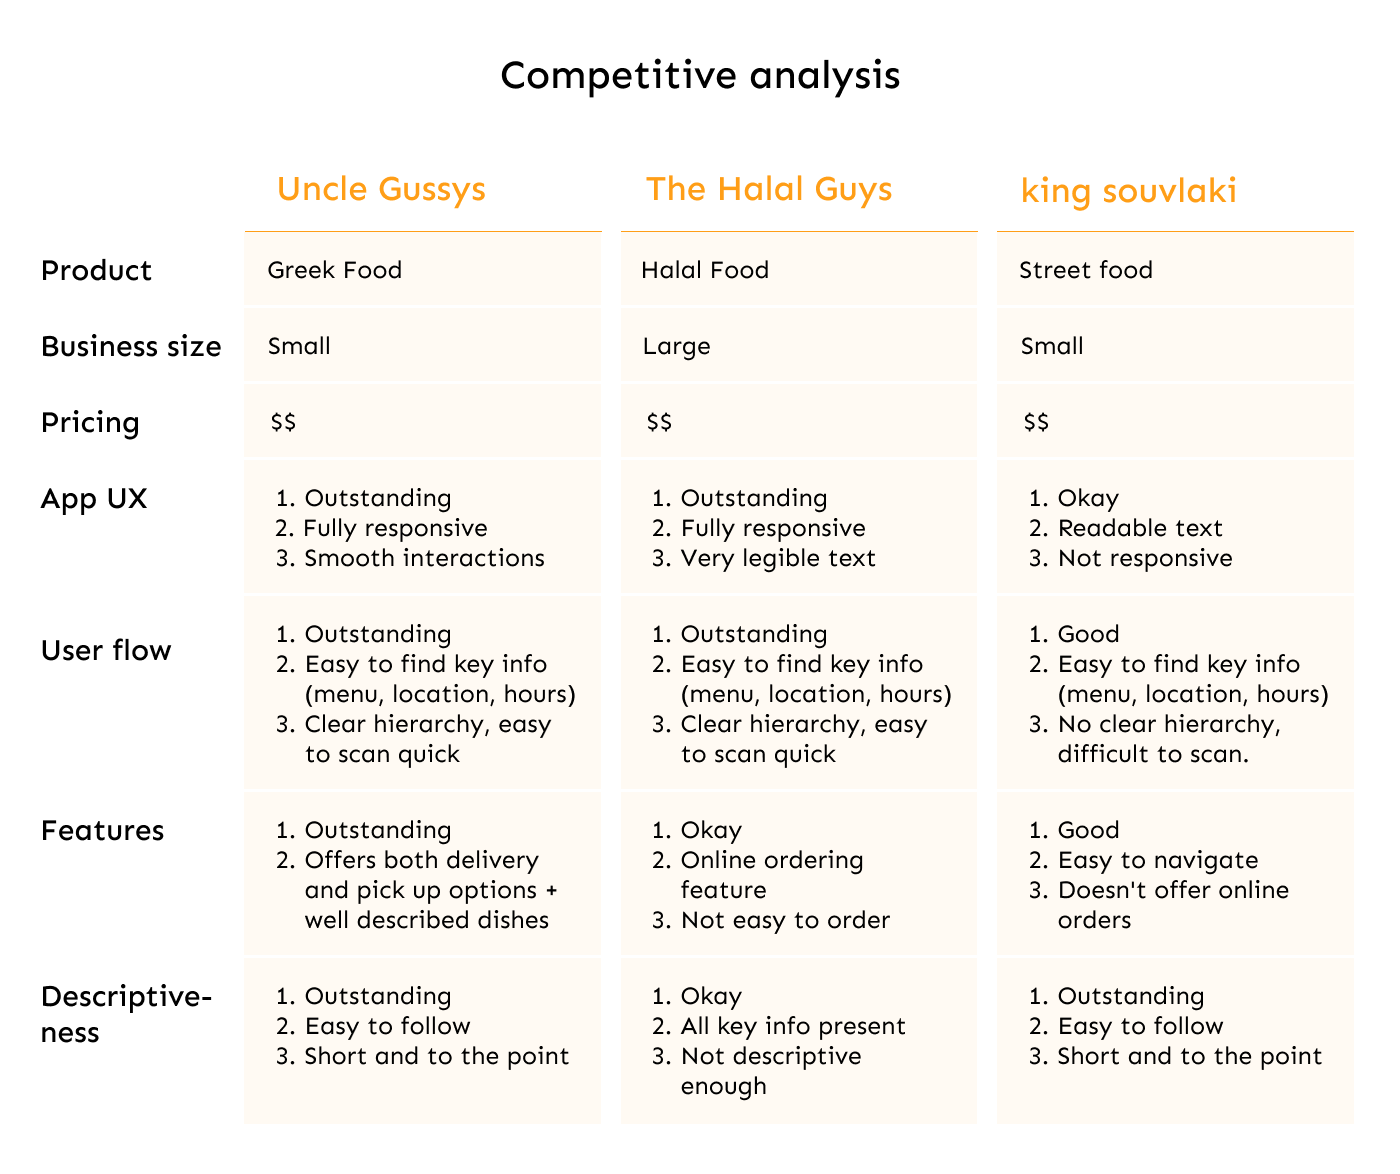 Competitive analysis
Uncle Gussys
The Halal Guys
king souvlaki
Product
Greek Food
Halal Food
Street food
Business size
Small
Large
Small
Pricing
$$
$$
$$
App UX
1. Outstanding
2. Fully responsive
3. Smooth interactions
1. Outstanding
2. Fully responsive
3. Very legible text
1. Okay
2. Readable text
3. Not responsive
User flow
1. Outstanding
2. Easy to find key info
(menu, location, hours)
3. Clear hierarchy, easy
to scan quick
1. Outstanding
2. Easy to find key info
(menu, location, hours)
3. Clear hierarchy, easy
to scan quick
1. Good
2. Easy to find key info
(menu, location, hours)
3. No clear hierarchy,
difficult to scan.
Features
1. Outstanding
2. Offers both delivery
and pick up options +
well described dishes
1. Okay
2. Online ordering
feature
3. Not easy to order
1. Good
2. Easy to navigate
3. Doesn't offer online
orders
Descriptive-
ness
1. Outstanding
2. Easy to follow
3. Short and to the point
1. Okay
2. All key info present
3. Not descriptive
enough
1. Outstanding
2. Easy to follow
3. Short and to the point